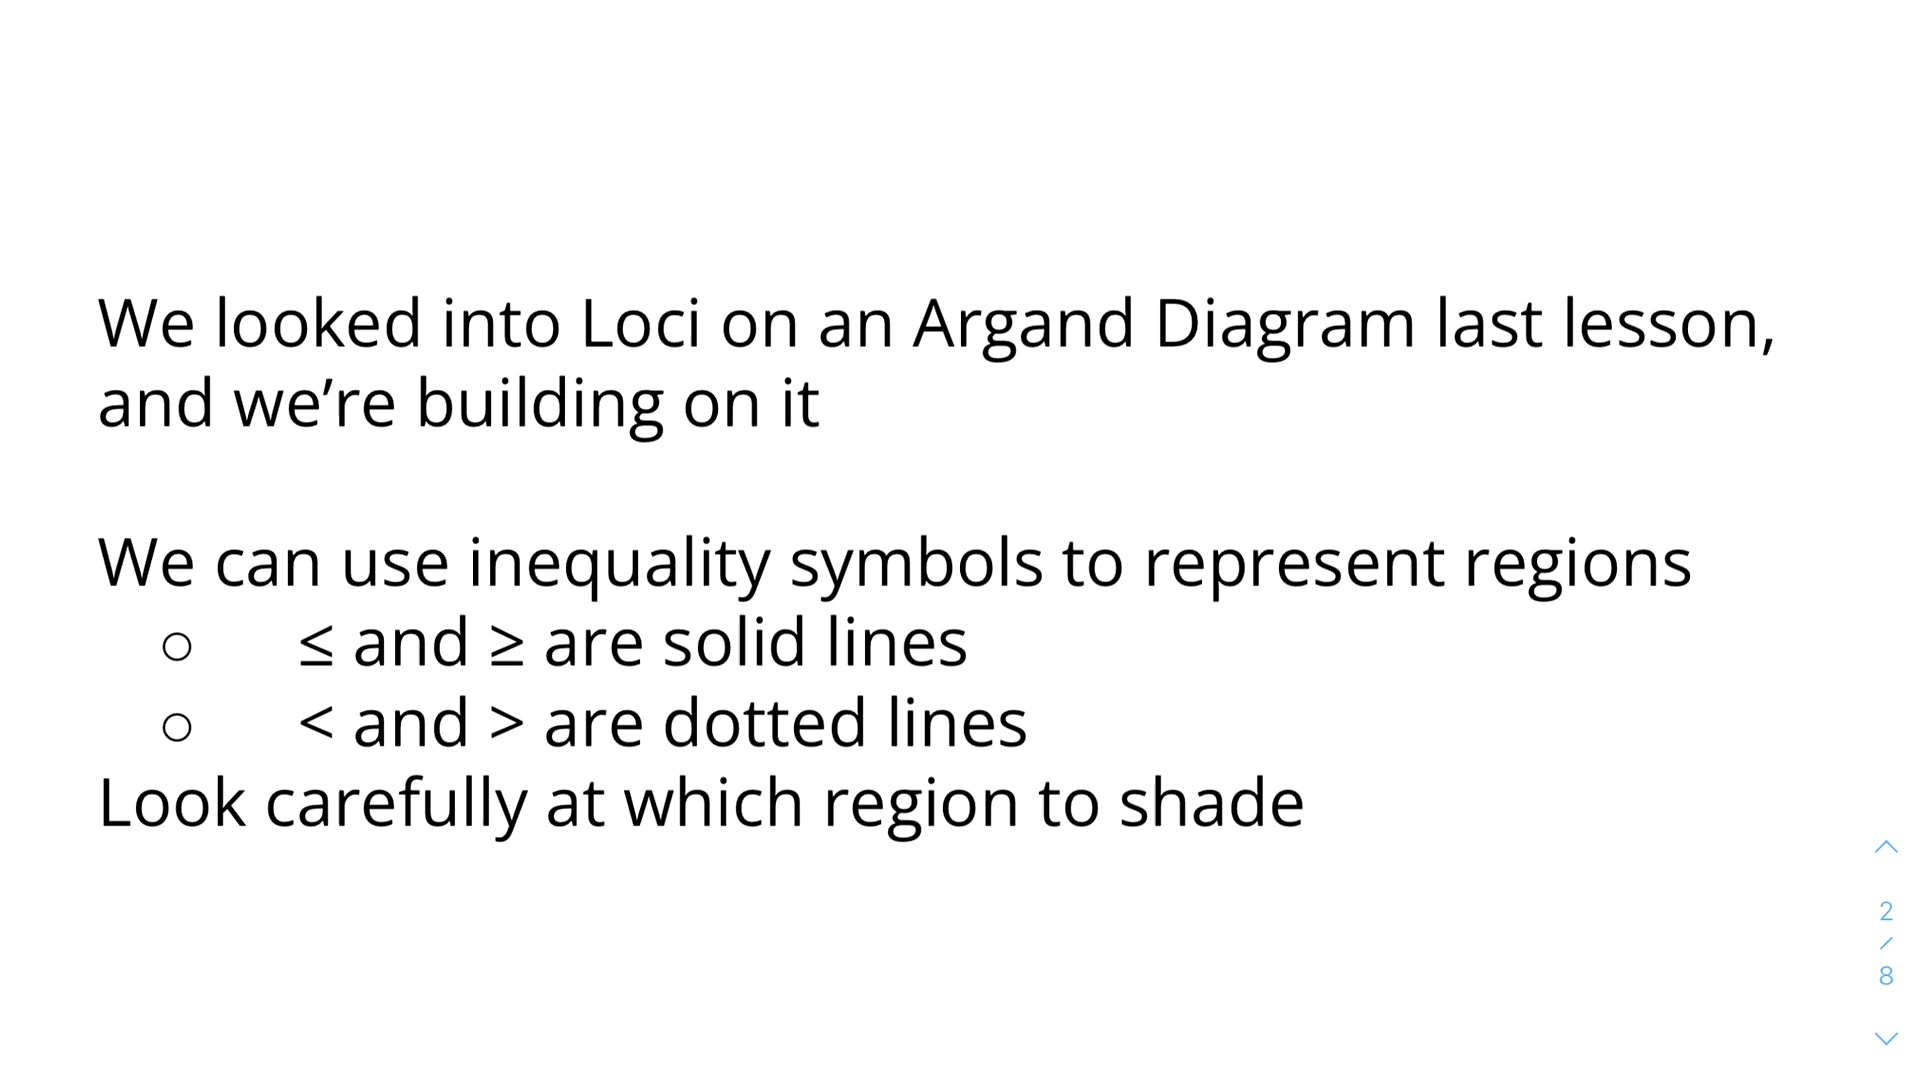 We looked into Loci on an Argand Diagram last lesson,
and we’re building on it
We can use inequality symbols to represent regions
○ ≤ and ≥ are solid lines
○ < and > are dotted lines
Look carefully at which region to shade
2
/
8